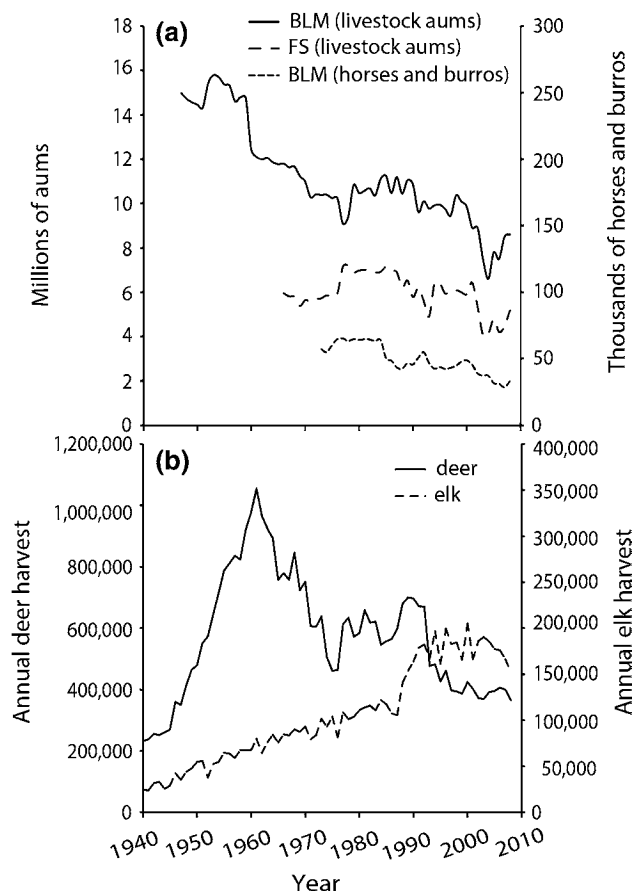 (a)
BLM (livestock aums)
FS (livestock aums)
BLM (horses and burros)
Millions of aums
18
16
14
12
10
8
6
4
2
0
Thousands of horses and burros
300
250
200
150
100
50
0
(b)
deer
elk
Annual deer harvest
1,200,000
1,000,000
800,000
600,000
400,000
200,000
0
Annual elk harvest
400,000
350,000
300,000
250,000
200,000
150,000
100,000
50,000
0
1940 1950 1960 1970 1980 1990 2000 2010
Year